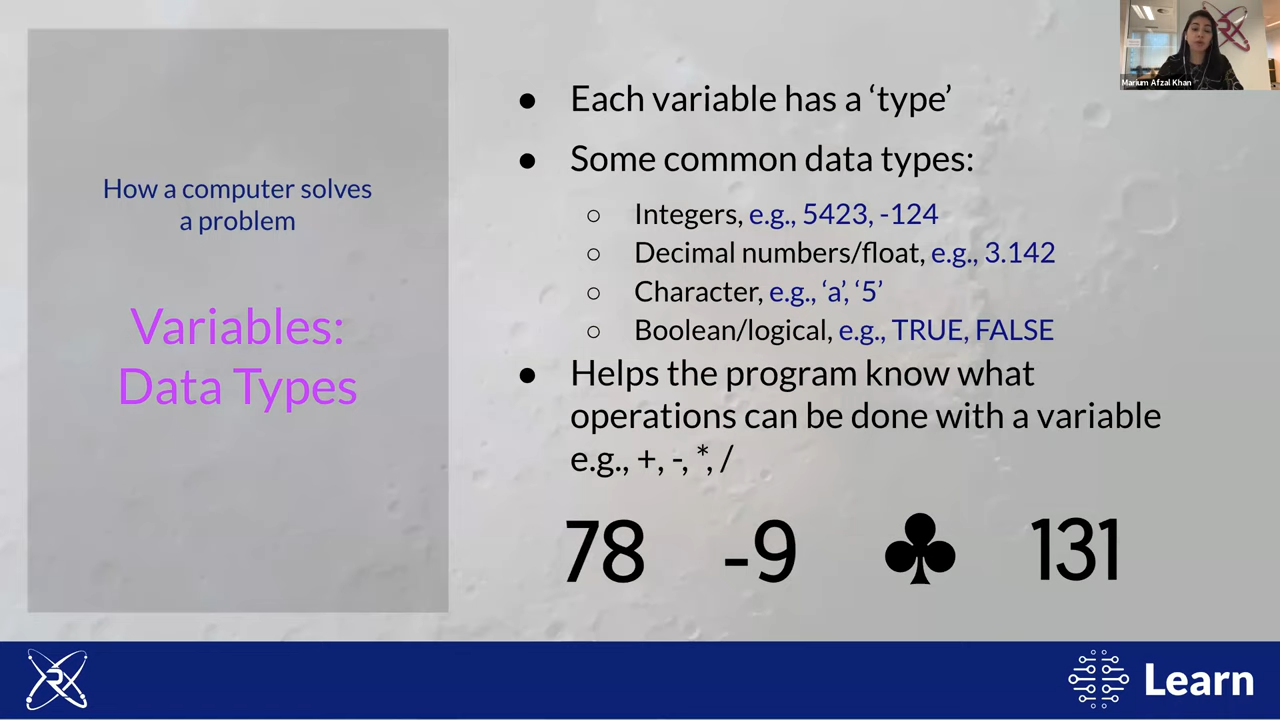 How a computer solves
a problem
Variables:
Data Types
● Each variable has a ‘type’
● Some common data types:
○ Integers, e.g., 5423, -124
○ Decimal numbers/float, e.g., 3.142
○ Character, e.g., ‘a’, ‘5’
○ Boolean/logical, e.g., TRUE, FALSE
● Helps the program know what
operations can be done with a variable
e.g., +, -, *, /
78 -9 ♣ 131
Marium Afzal Khan
Learn